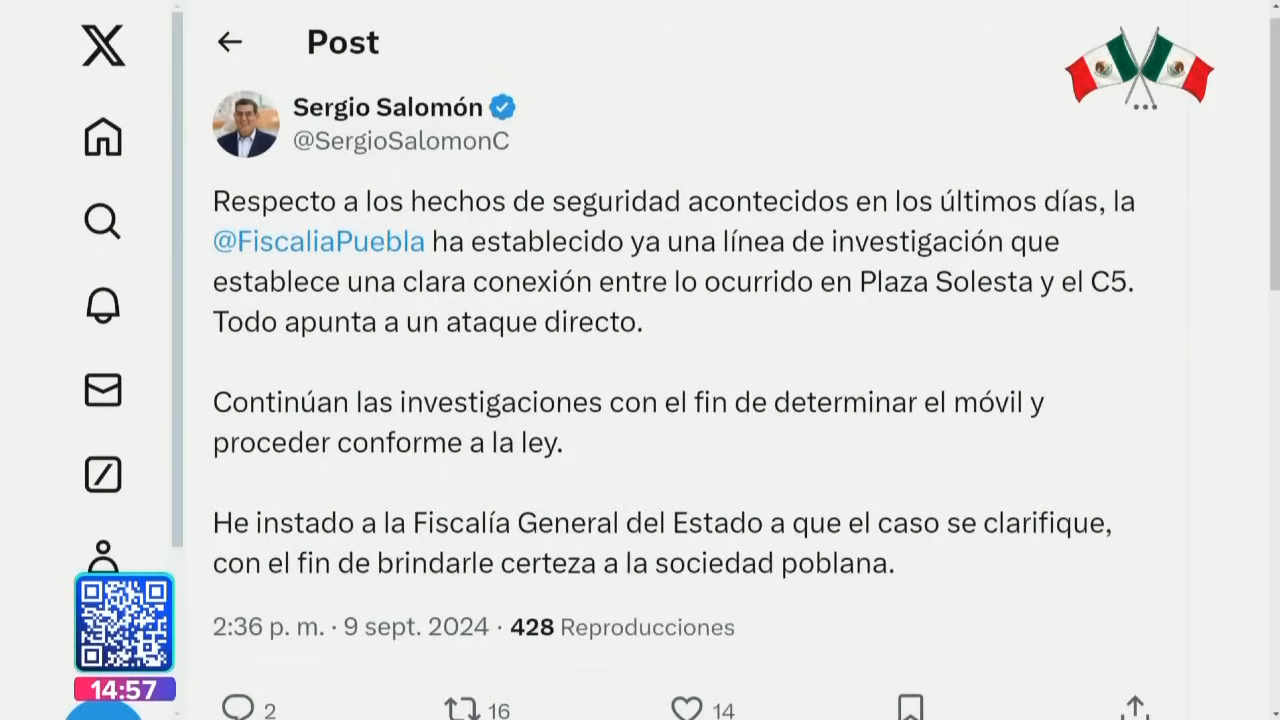 Post
Sergio Salomón
@SergioSalomonC
Respecto a los hechos de seguridad acontecidos en los últimos días, la
@FiscaliaPuebla ha establecido ya una línea de investigación que
establece una clara conexión entre lo ocurrido en Plaza Solesta y el C5.
Todo apunta a un ataque directo.
Continúan las investigaciones con el fin de determinar el móvil y
proceder conforme a la ley.
He instado a la Fiscalía General del Estado a que el caso se clarifique,
con el fin de brindarle certeza a la sociedad poblana.
2:36 p. m. · 9 sept. 2024 · 428 Reproducciones
2 16 14
14:57